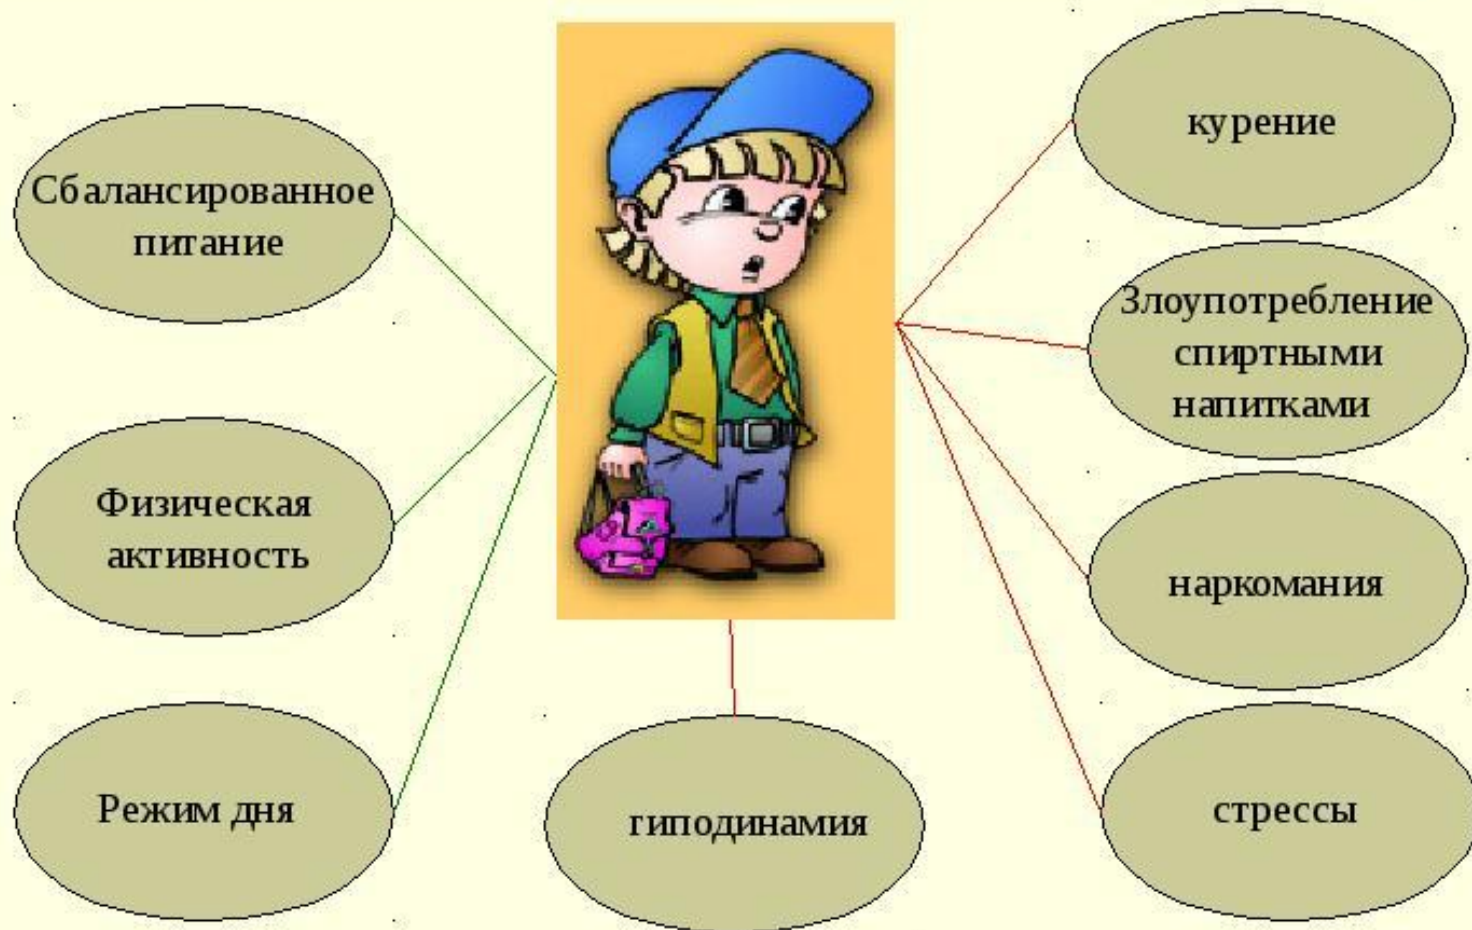 Сбалансированное
питание
Физическая
активность
Режим дня
гиподинамия
курение
Злоупотребление
спиртными
напитками
наркомания
стрессы